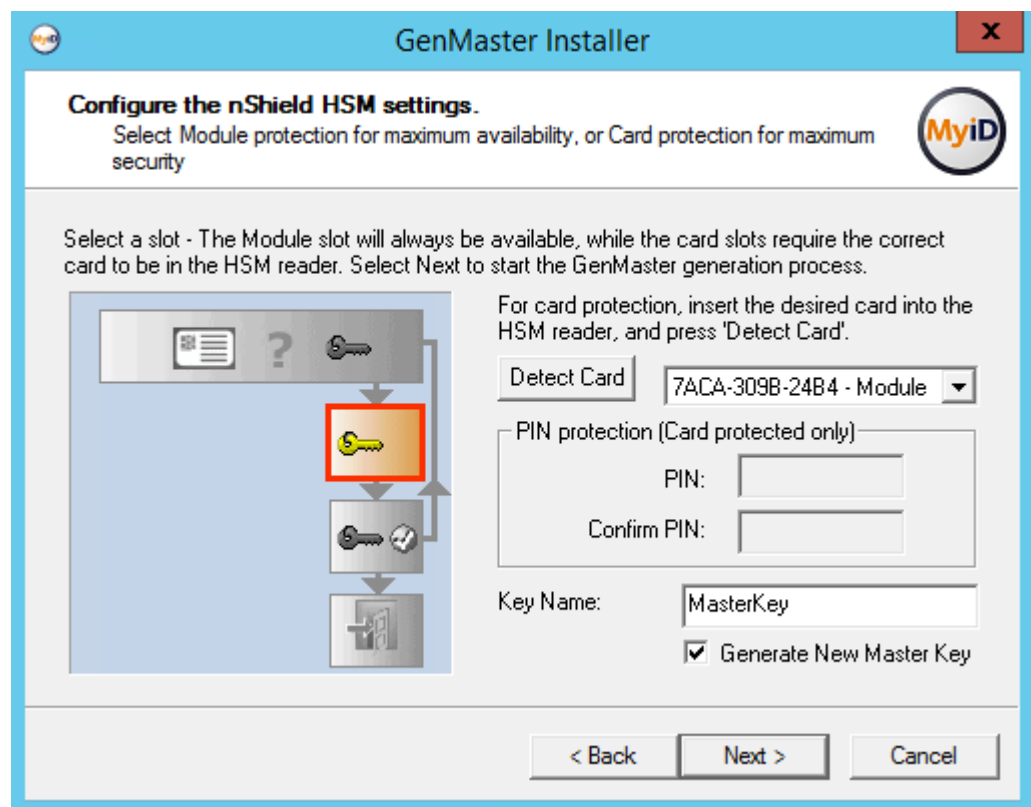 GenMaster Installer
x
Configure the nShield HSM settings.
Select Module protection for maximum availability, or Card protection for maximum
security
MyiD
Select a slot - The Module slot will always be available, while the card slots require the correct
card to be in the HSM reader. Select Next to start the GenMaster generation process.
For card protection, insert the desired card into the
HSM reader, and press 'Detect Card'.
?
Detect Card
7ACA-309B-24B4 - Module
PIN protection (Card protected only)
PIN:
Confirm PIN:
Key Name:
MasterKey
Generate New Master Key
< Back
Next >
Cancel